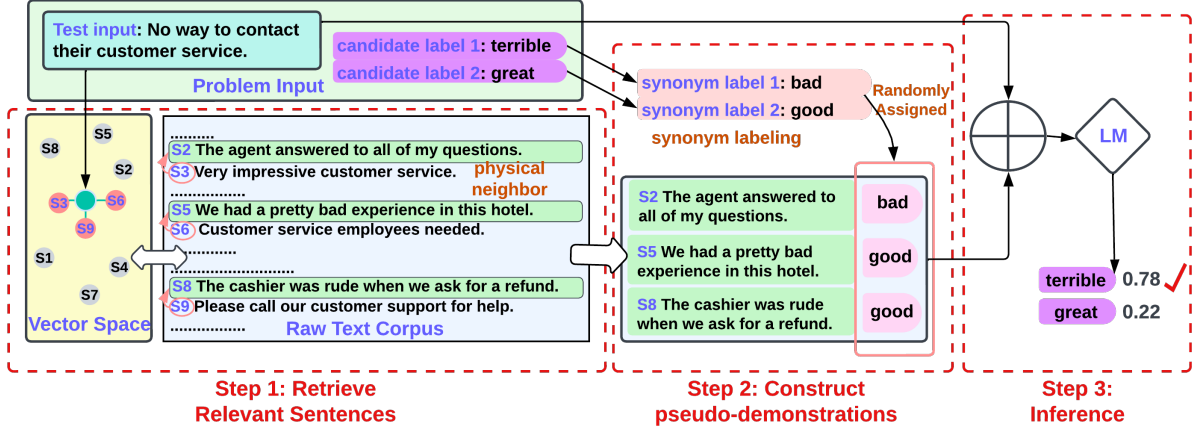 Test input: No way to contact
their customer service.
candidate label 1: terrible
candidate label 2: great
Problem Input
S5
S8
S2
S3
S6
S9
S1
S4
S7
Vector Space
..........
S2 The agent answered to all of my questions.
S3 Very impressive customer service.
physical
neighbor
.................
S5 We had a pretty bad experience in this hotel.
S6 Customer service employees needed.
...............
.............................
S8 The cashier was rude when we ask for a refund.
S9 Please call our customer support for help.
.................
Raw Text Corpus
Step 1: Retrieve
Relevant Sentences
synonym label 1: bad
synonym label 2: good
Randomly
Assigned
synonym labeling
S2 The agent answered to
all of my questions.
bad
S5 We had a pretty bad
experience in this hotel.
good
S8 The cashier was rude
when we ask for a refund.
good
Step 2: Construct
pseudo-demonstrations
LM
terrible 0.78
great 0.22
Step 3:
Inference